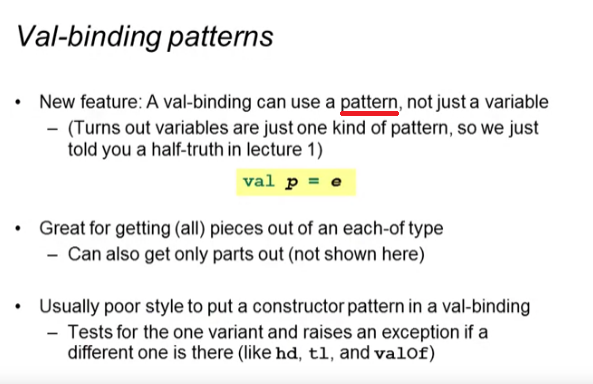 Val-binding patterns
• New feature: A val-binding can use a pattern, not just a variable
– (Turns out variables are just one kind of pattern, so we just
told you a half-truth in lecture 1)
val p = e
• Great for getting (all) pieces out of an each-of type
– Can also get only parts out (not shown here)
• Usually poor style to put a constructor pattern in a val-binding
– Tests for the one variant and raises an exception if a
different one is there (like hd, tl, and valOf)